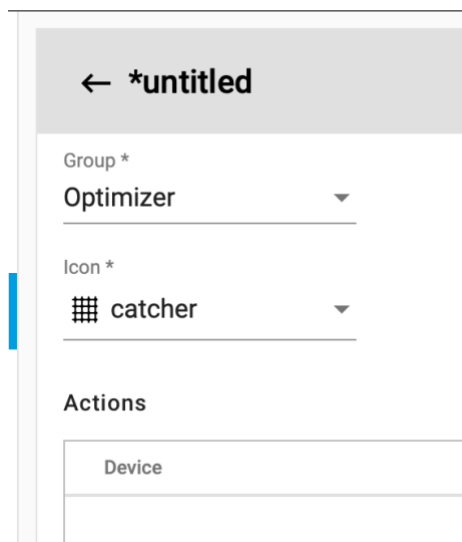 *untitled
Group *
Optimizer
Icon *
catcher
Actions
Device